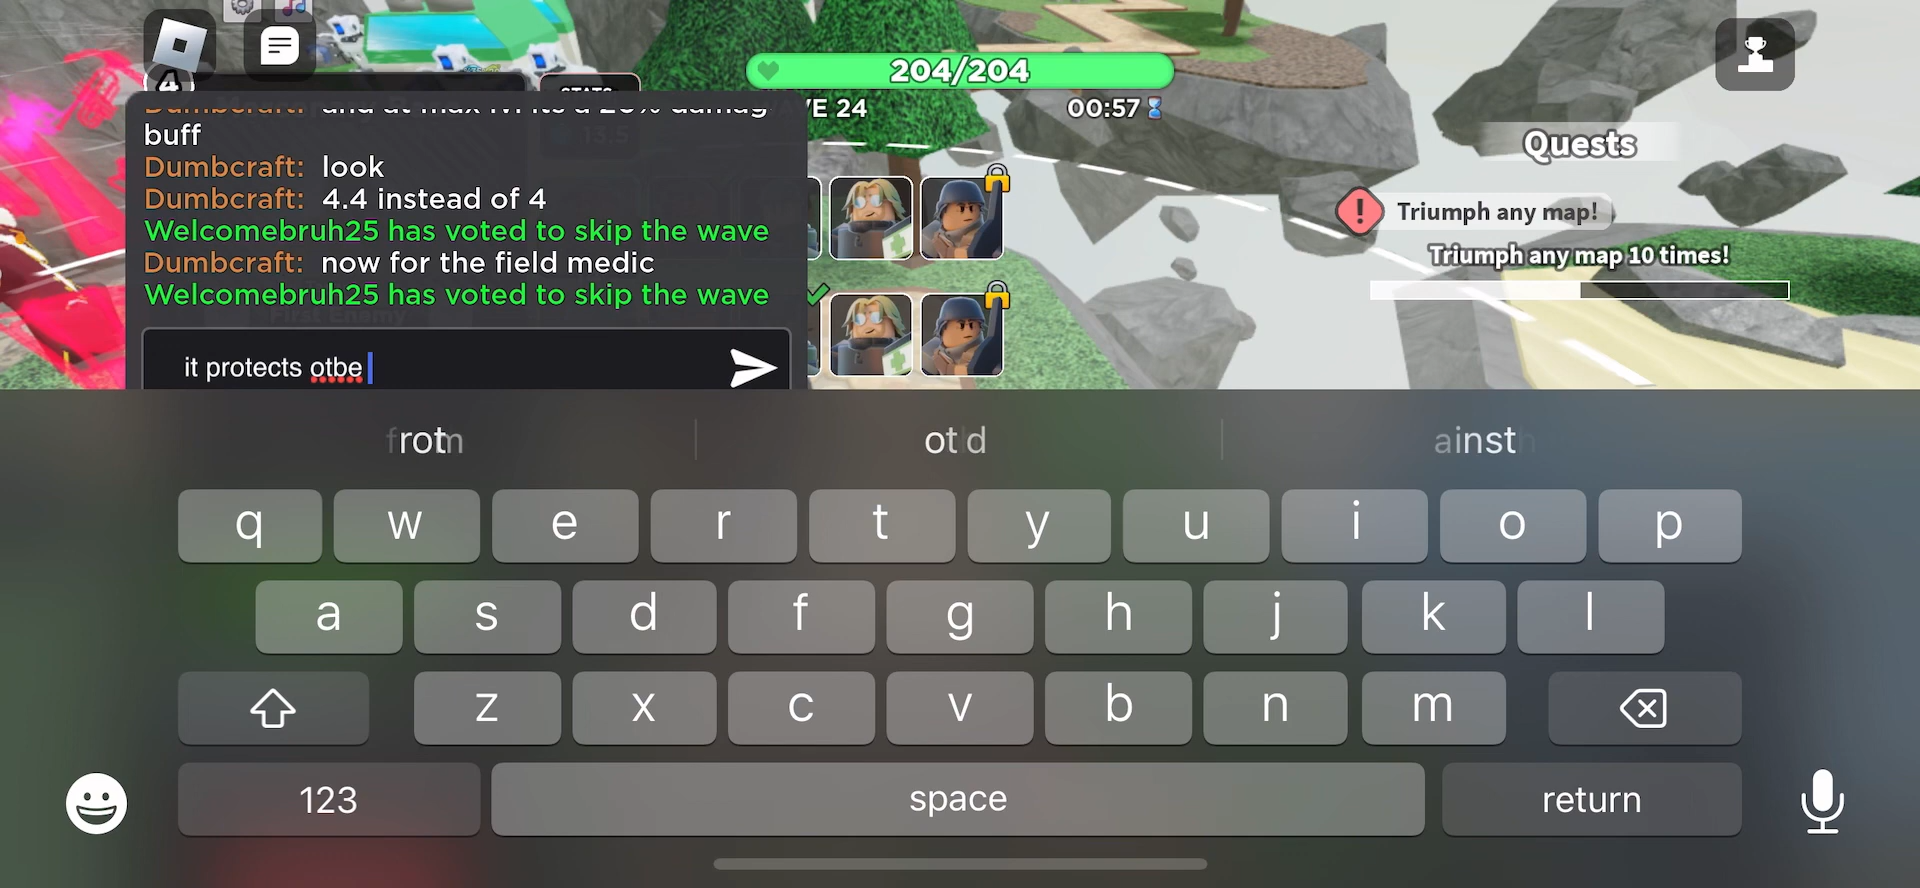 204/204
24
00:57
buff
Dumbcraft: look
Dumbcraft: 4.4 instead of 4
Welcomebruh25 has voted to skip the wave
Dumbcraft: now for the field medic
Welcomebruh25 has voted to skip the wave
First Enemy
it protects otbe
Quests
Triumph any map!
Triumph any map 10 times!
q w e r t y u i o p
a s d f g h j k l
z x c v b n m
123 space return